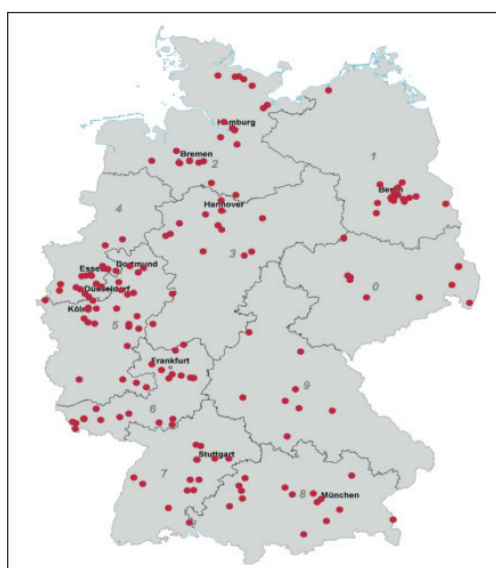 Hamburg
1
Bremen
2
Berlin
Hannover
4
3
Essen
Dortmund
Düsseldorf
0
Köln
5
Frankfurt
9
6
Stuttgart
7
8
München